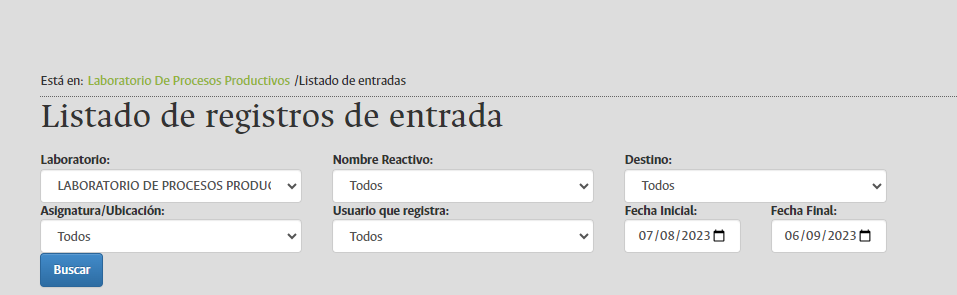 Está en: Laboratorio De Procesos Productivos /Listado de entradas
Listado de registros de entrada
Laboratorio: Nombre Reactivo: Destino:
LABORATORIO DE PROCESOS PRODUC Todos Todos
Asignatura/Ubicación: Usuario que registra: Fecha Inicial: Fecha Final:
Todos Todos 07/08/2023 06/09/2023
Buscar